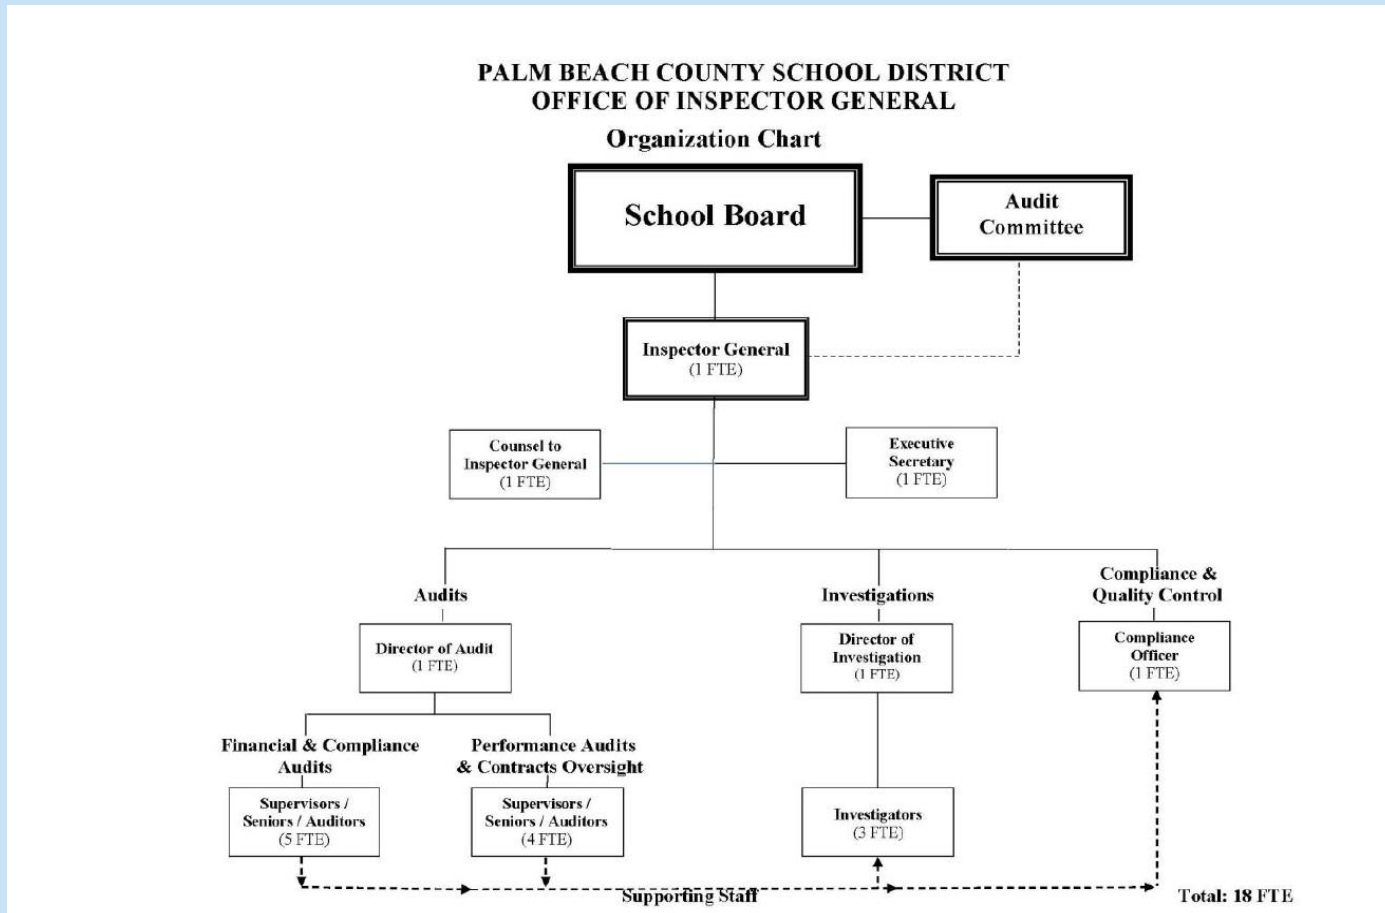 PALM BEACH COUNTY SCHOOL DISTRICT
OFFICE OF INSPECTOR GENERAL
Organization Chart
School Board
Audit
Committee
Inspector General
(1 FTE)
Counsel to
Inspector General
(1 FTE)
Executive
Secretary
(1 FTE)
Audits
Director of Audit
(1 FTE)
Investigations
Director of
Investigation
(1 FTE)
Compliance &
Quality Control
Compliance
Officer
(1 FTE)
Financial & Compliance
Audits
Supervisors /
Seniors / Auditors
(5 FTE)
Performance Audits
& Contracts Oversight
Supervisors /
Seniors / Auditors
(4 FTE)
Investigators
(3 FTE)
Supporting Staff
Total: 18 FTE